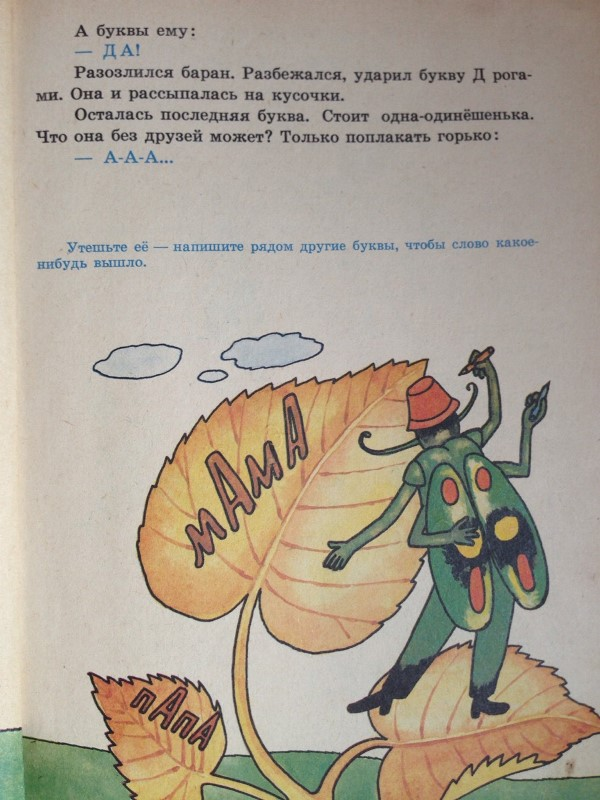 А буквы ему:
— ДА!
Разозлился баран. Разбежался, ударил букву Д рога-
ми. Она и рассыпалась на кусочки.
Осталась последняя буква. Стоит одна-одинёшенька.
Что она без друзей может? Только поплакать горько:
— А-А-А...
Утешьте её — напишите рядом другие буквы, чтобы слово какое-
нибудь вышло.
мАмА
пАпА